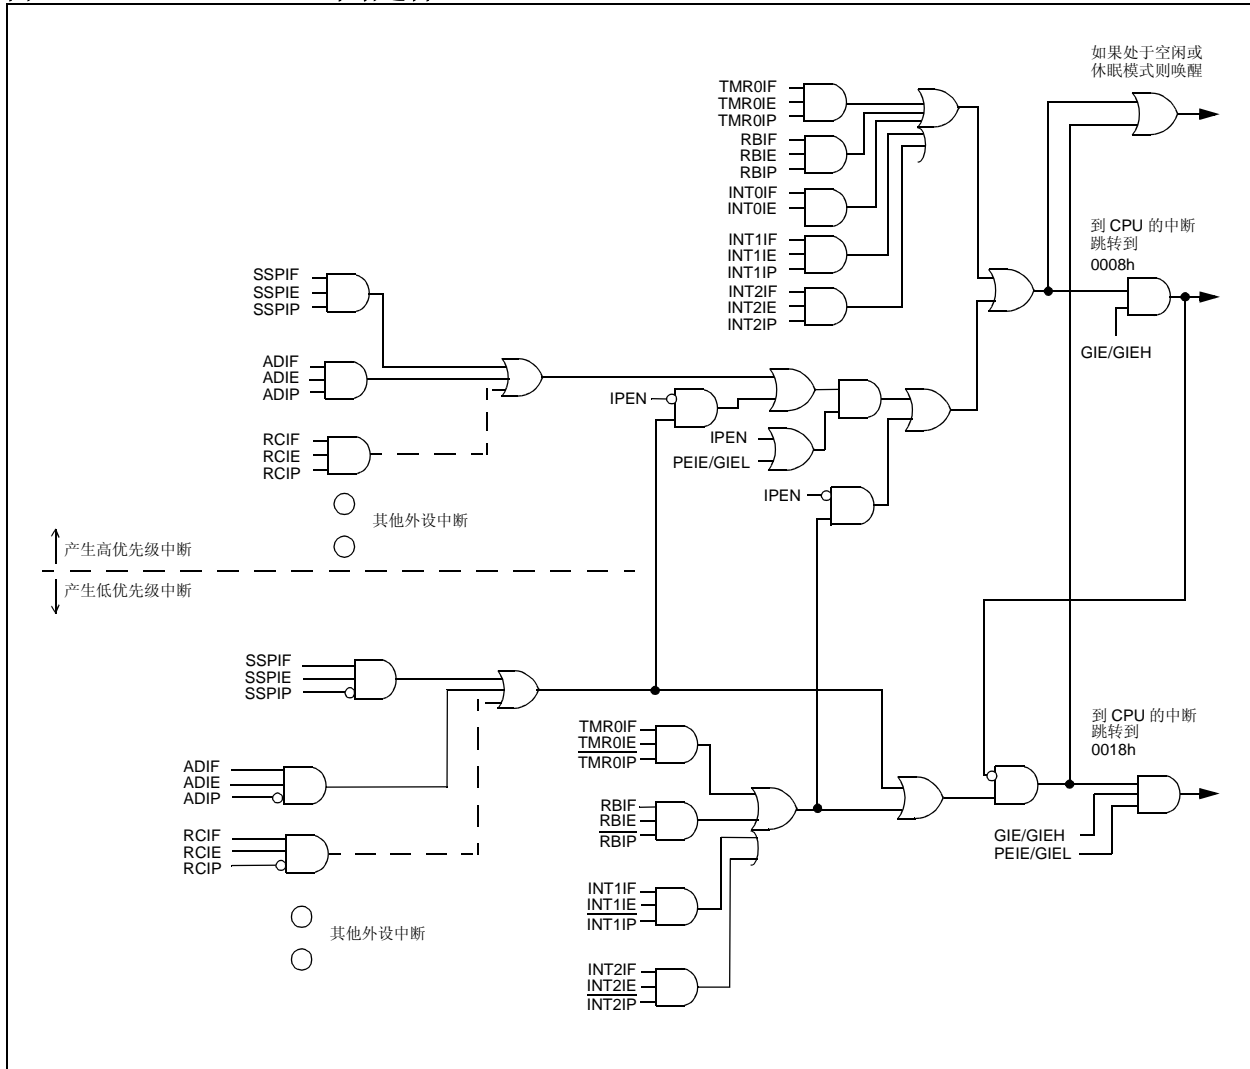 如果处于空闲或
休眠模式则唤醒
TMR0IF
TMR0IE
TMR0IP
RBIF
RBIE
RBIP
INT0IF
INT0IE
INT1IF
INT1IE
INT1IP
INT2IF
INT2IE
INT2IP
到 CPU 的中断
跳转到
0008h
GIE/GIEH
SSPIF
SSPIE
SSPIP
ADIF
ADIE
ADIP
RCIF
RCIE
RCIP
IPEN
IPEN
PEIE/GIEL
IPEN
其他外设中断
产生高优先级中断
产生低优先级中断
SSPIF
SSPIE
SSPIP
ADIF
ADIE
ADIP
RCIF
RCIE
RCIP
其他外设中断
TMR0IF
TMR0IE
TMR0IP
RBIF
RBIE
RBIP
INT1IF
INT1IE
INT1IP
INT2IF
INT2IE
INT2IP
到 CPU 的中断
跳转到
0018h
GIE/GIEH
PEIE/GIEL